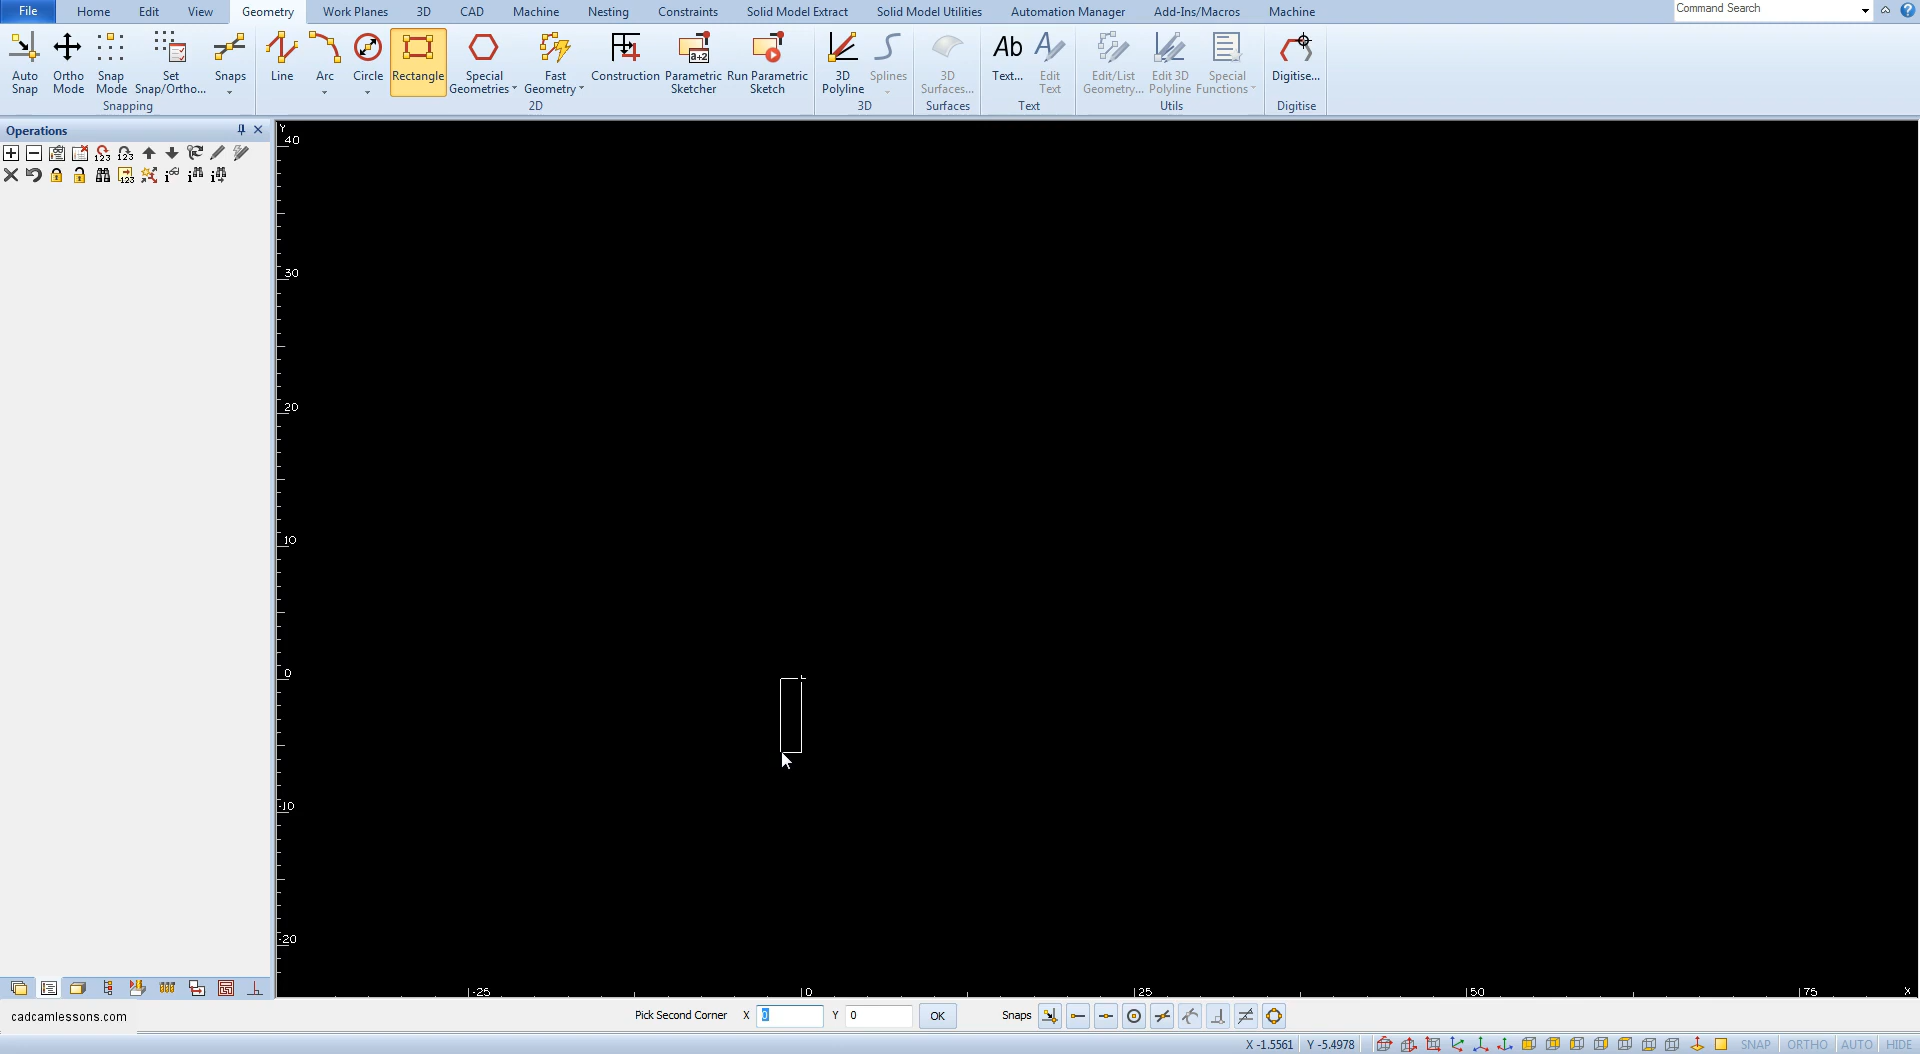 File Home Edit View Geometry Work Planes 3D CAD Machine Nesting Constraints Solid Model Extract Solid Model Utilities Automation Manager Add-Ins/Macros Machine Command Search
Auto Snap
Ortho Mode
Snap Mode
Set Snap/Ortho...
Snaps
Line
Arc
Circle
Rectangle
Special Geometries
Fast Geometry
Construction
Parametric Sketcher
Run Parametric Sketch
3D Polyline
Splines
3D Surfaces...
Text...
Edit Text
Edit/List Geometry...
Edit 3D Polyline
Special Functions
Digitise...
Snapping 2D 3D Surfaces Text Utils Digitise
Operations
Y
40
30
20
10
0
-10
-20
-25 0 25 50 75 X
cadcamlessons.com
Pick Second Corner X 0 Y 0 OK Snaps
X -1.5561 Y -5.4978 SNAP ORTHO AUTO HIDE